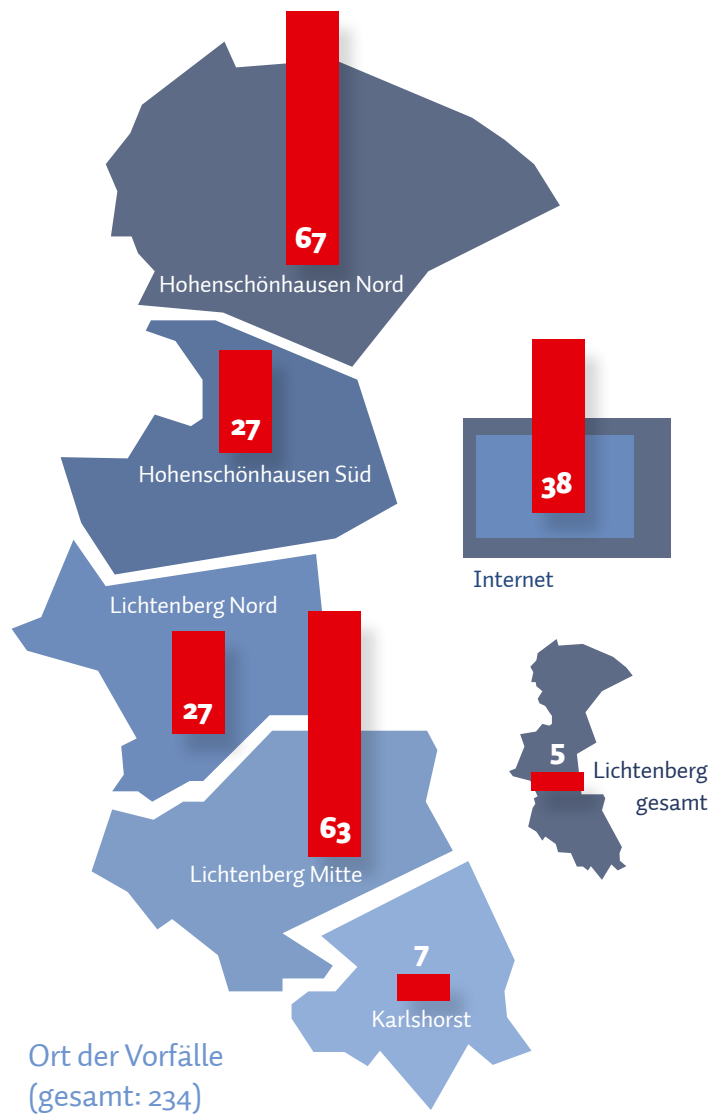 67
Hohenschönhausen Nord
27
Hohenschönhausen Süd
38
Internet
Lichtenberg Nord
27
5
Lichtenberg
gesamt
63
Lichtenberg Mitte
7
Karlshorst
Ort der Vorfälle
(gesamt: 234)